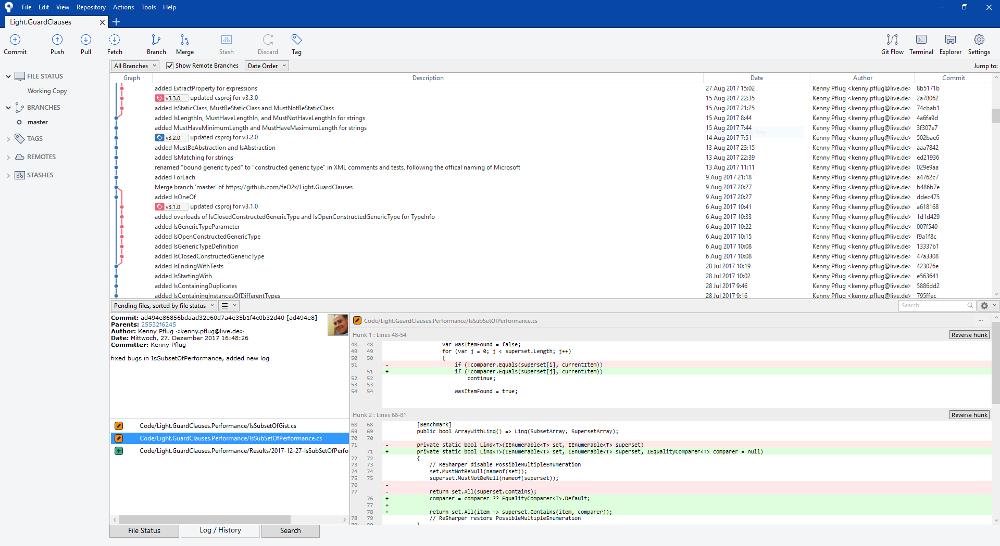 File Edit View Repository Actions Tools Help
Light.GuardClauses
Commit Push Pull Fetch Branch Merge Stash Discard Tag Git Flow Terminal Explorer Settings
All Branches Show Remote Branches Date Order Jump to:
FILE STATUS
Working Copy
BRANCHES
master
TAGS
REMOTES
STASHES
Graph Description Date Author Commit
added ExtractProperty for expressions 27 Aug 2017 15:02 Kenny Pflug <kenny.pflug@live.de> 8b5171b
v3.3.0 updated csproj for v3.3.0 15 Aug 2017 22:35 Kenny Pflug <kenny.pflug@live.de> 2a78062
added IsStaticClass, MustBeStaticClass and MustNotBeStaticClass 15 Aug 2017 21:25 Kenny Pflug <kenny.pflug@live.de> 74cbab1
added IsLengthIn, MustHaveLengthIn, and MustNotHaveLengthIn for strings 15 Aug 2017 8:44 Kenny Pflug <kenny.pflug@live.de> 4a6fa9d
added MustHaveMinimumLength and MustHaveMaximumLength for strings 15 Aug 2017 7:44 Kenny Pflug <kenny.pflug@live.de> 3f307e7
v3.2.0 updated csproj for v3.2.0 14 Aug 2017 7:51 Kenny Pflug <kenny.pflug@live.de> 502bae6
added MustBeAbstraction and IsAbstraction 13 Aug 2017 23:15 Kenny Pflug <kenny.pflug@live.de> aaa7842
added IsMatching for strings 13 Aug 2017 22:39 Kenny Pflug <kenny.pflug@live.de> ed21936
renamed "bound generic typed" to "constructed generic type" in XML comments and tests, following the offical naming of Microsoft 13 Aug 2017 11:11 Kenny Pflug <kenny.pflug@live.de> 029e9aa
added ForEach 9 Aug 2017 21:18 Kenny Pflug <kenny.pflug@live.de> a4762c7
Merge branch 'master' of https://github.com/feO2x/Light.GuardClauses 9 Aug 2017 20:27 Kenny Pflug <kenny.pflug@live.de> b486b7e
added IsOneOf 9 Aug 2017 20:27 Kenny Pflug <kenny.pflug@live.de> ddec475
v3.1.0 updated csproj for v3.1.0 6 Aug 2017 10:41 Kenny Pflug <kenny.pflug@live.de> a618168
added overloads of IsClosedConstructedGenericType and IsOpenConstructedGenericType for TypeInfo 6 Aug 2017 10:33 Kenny Pflug <kenny.pflug@live.de> 1d1d429
added IsGenericTypeParameter 6 Aug 2017 10:22 Kenny Pflug <kenny.pflug@live.de> 007f540
added IsOpenConstructedGenericType 6 Aug 2017 10:15 Kenny Pflug <kenny.pflug@live.de> f9a1f8c
added IsGenericTypeDefinition 6 Aug 2017 10:08 Kenny Pflug <kenny.pflug@live.de> 13337b1
added IsClosedConstructedGenericType 6 Aug 2017 10:08 Kenny Pflug <kenny.pflug@live.de> 47a3308
added IsEndingWithTests 28 Jul 2017 10:19 Kenny Pflug <kenny.pflug@live.de> 423076e
added IsStartingWith 28 Jul 2017 10:02 Kenny Pflug <kenny.pflug@live.de> e563641
added IsContainingDuplicates 28 Jul 2017 9:46 Kenny Pflug <kenny.pflug@live.de> 5886dd2
added IsContainingInstancesOfDifferentTypes 28 Jul 2017 9:16 Kenny Pflug <kenny.pflug@live.de> 795ffec
Pending files, sorted by file status Search
Commit: ad494e86856bdaad32e60d7a4e35b1f4c0b32d40 [ad494e8]
Parents: 25532f6245
Author: Kenny Pflug <kenny.pflug@live.de>
Date: Mittwoch, 27. Dezember 2017 16:48:26
Committer: Kenny Pflug
fixed bugs in IsSubsetOfPerformance, added new log
Code/Light.GuardClauses.Performance/IsSubsetOfGist.cs
Code/Light.GuardClauses.Performance/IsSubSetOfPerformance.cs
Code/Light.GuardClauses.Performance/Results/2017-12-27-IsSubSetOfPerfo
Code/Light.GuardClauses.Performance/IsSubSetOfPerformance.cs
Hunk 1 : Lines 48-54 Reverse hunk
48 48 var wasItemFound = false;
49 49 for (var j = 0; j < superset.Length; j++)
50 50 {
51 - if (!comparer.Equals(superset[i], currentItem))
51 + if (!comparer.Equals(superset[j], currentItem))
52 52 continue;
53 53
54 54 wasItemFound = true;
Hunk 2 : Lines 68-81 Reverse hunk
68 68 [Benchmark]
69 69 public bool ArrayWithLinq() => Linq(SubsetArray, SupersetArray);
70 70
71 - private static bool Linq<T>(IEnumerable<T> set, IEnumerable<T> superset)
71 + private static bool Linq<T>(IEnumerable<T> set, IEnumerable<T> superset, IEqualityComparer<T> comparer = null)
72 72 {
73 73 // ReSharper disable PossibleMultipleEnumeration
74 74 set.MustNotBeNull(nameof(set));
75 75 superset.MustNotBeNull(nameof(superset));
76 -
77 - return set.All(superset.Contains);
76 + comparer = comparer ?? EqualityComparer<T>.Default;
77 +
78 + return set.All(item => superset.Contains(item, comparer));
78 79 // ReSharper restore PossibleMultipleEnumeration
File Status Log / History Search